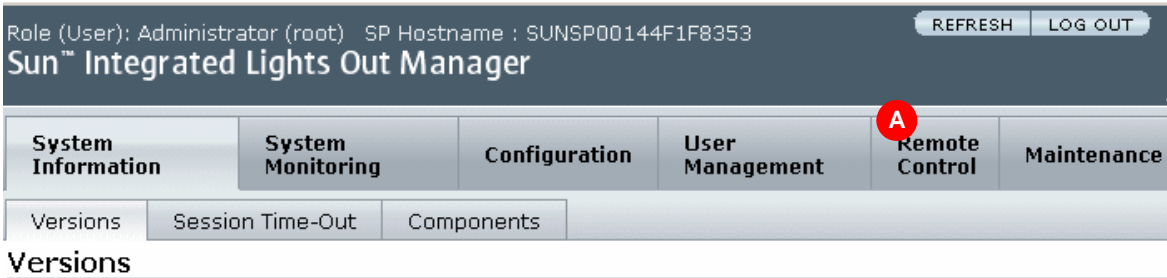 Role (User): Administrator (root) SP Hostname : SUNSP00144F1F8353
REFRESH LOG OUT
Sun™ Integrated Lights Out Manager
A
System Information
System Monitoring
Configuration
User Management
Remote Control
Maintenance
Versions Session Time-Out Components
Versions